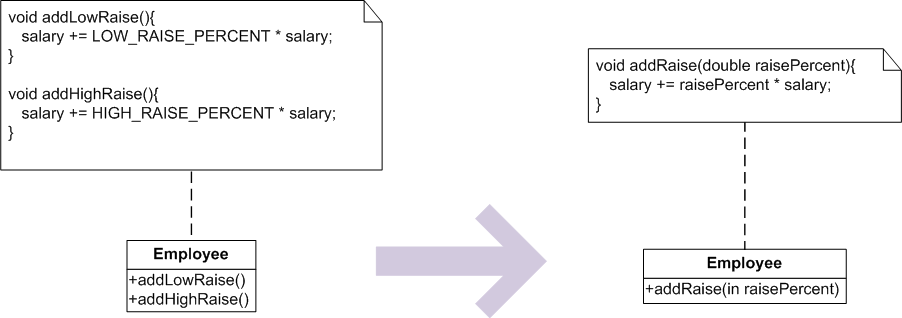 void addLowRaise(){
salary += LOW_RAISE_PERCENT * salary;
}
void addHighRaise(){
salary += HIGH_RAISE_PERCENT * salary;
}
Employee
+addLowRaise()
+addHighRaise()
void addRaise(double raisePercent){
salary += raisePercent * salary;
}
Employee
+addRaise(in raisePercent)